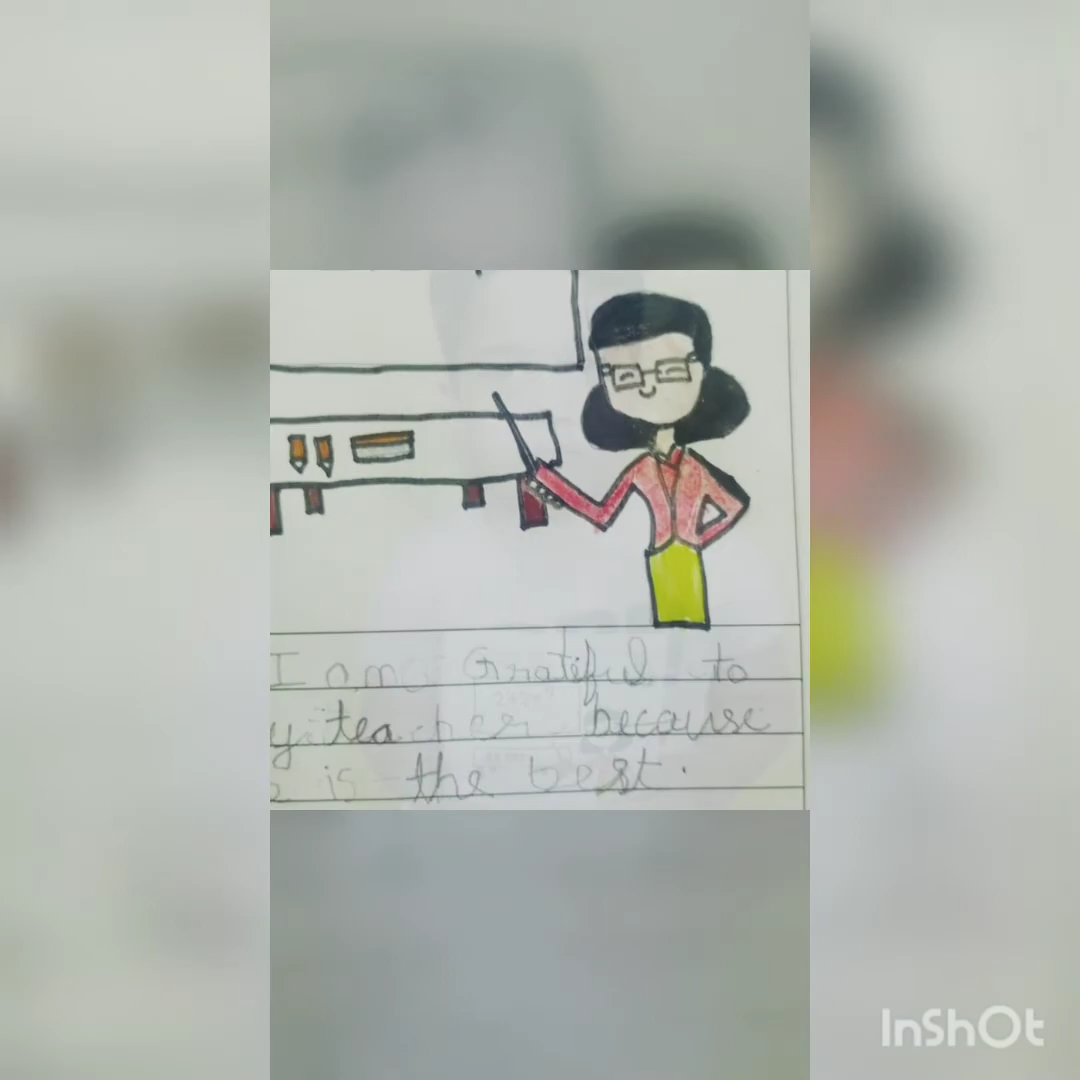 I am Grateful to
y teacher because
e is the best.
InShOt